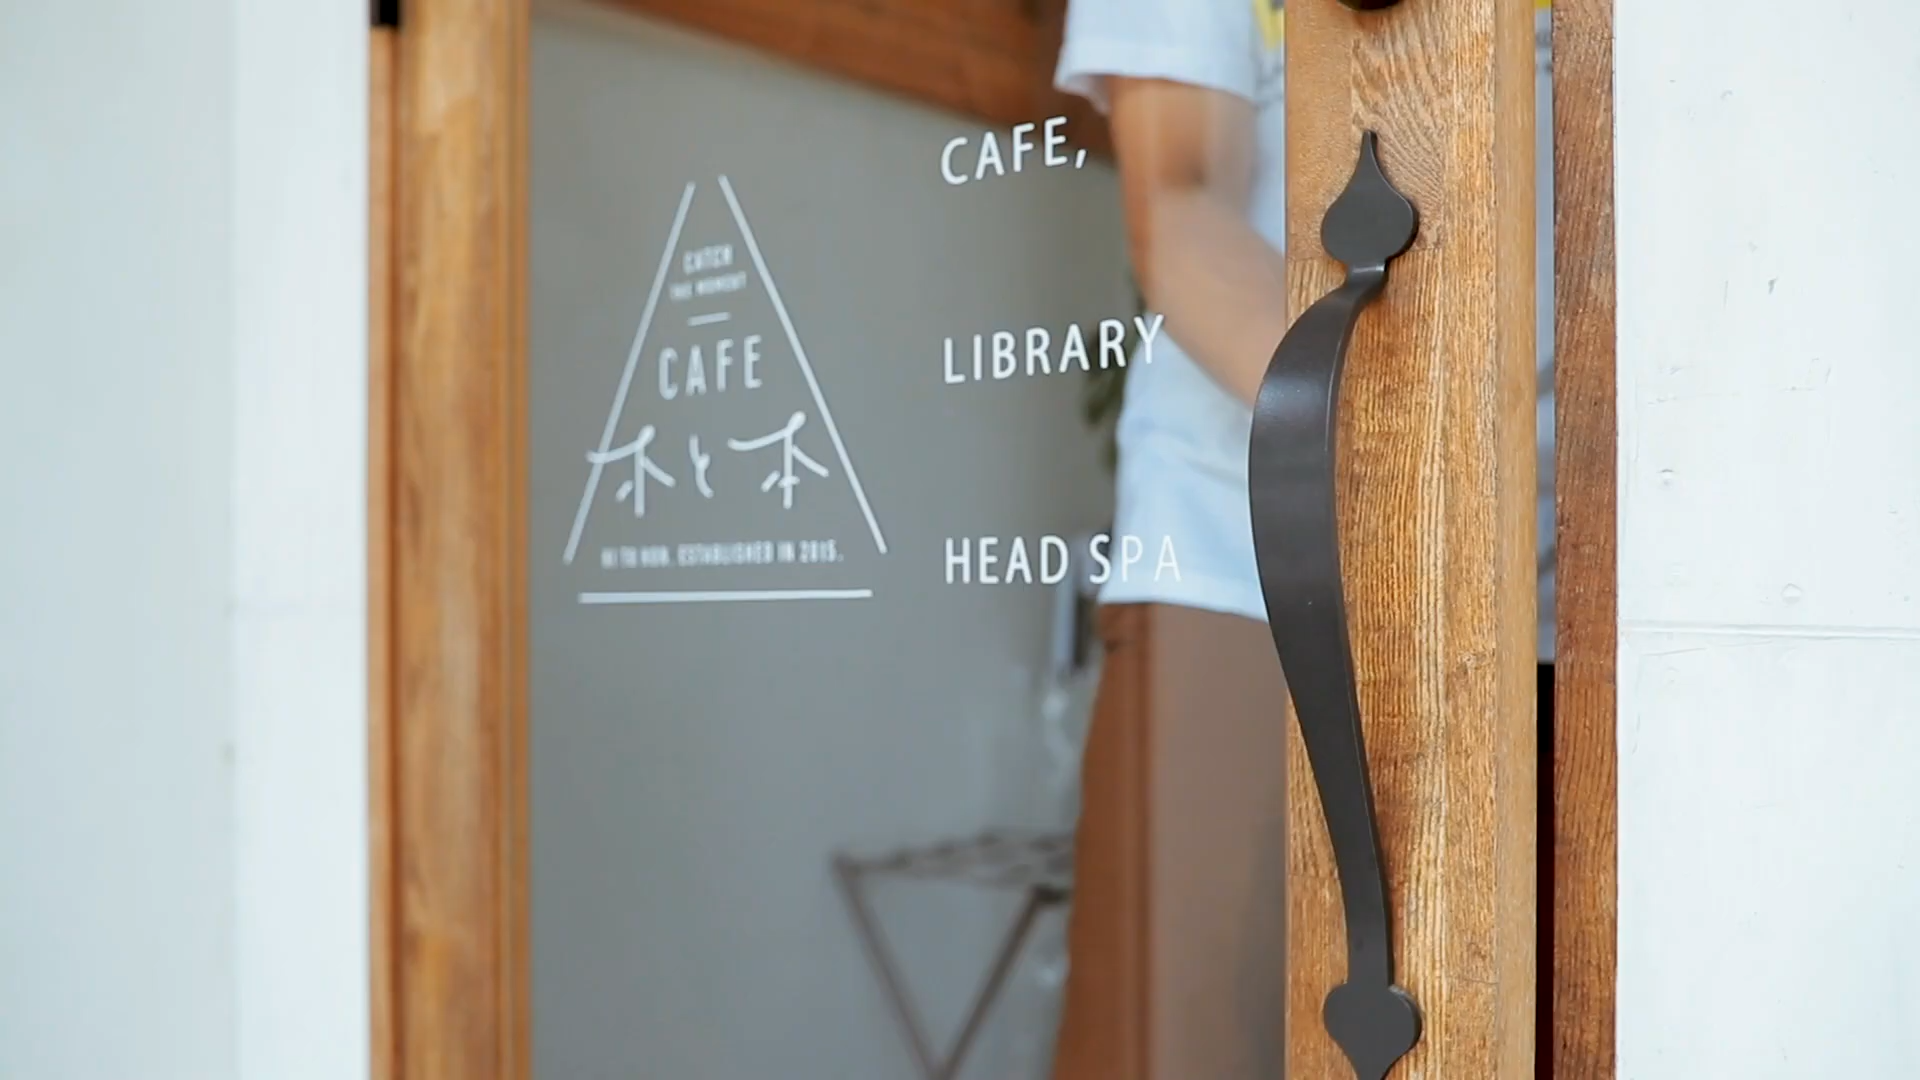 CATCH
THE MOMENT
CAFE
木と本
KI TO HON. ESTABLISHED IN 2015.
CAFE,
LIBRARY
HEAD SPA